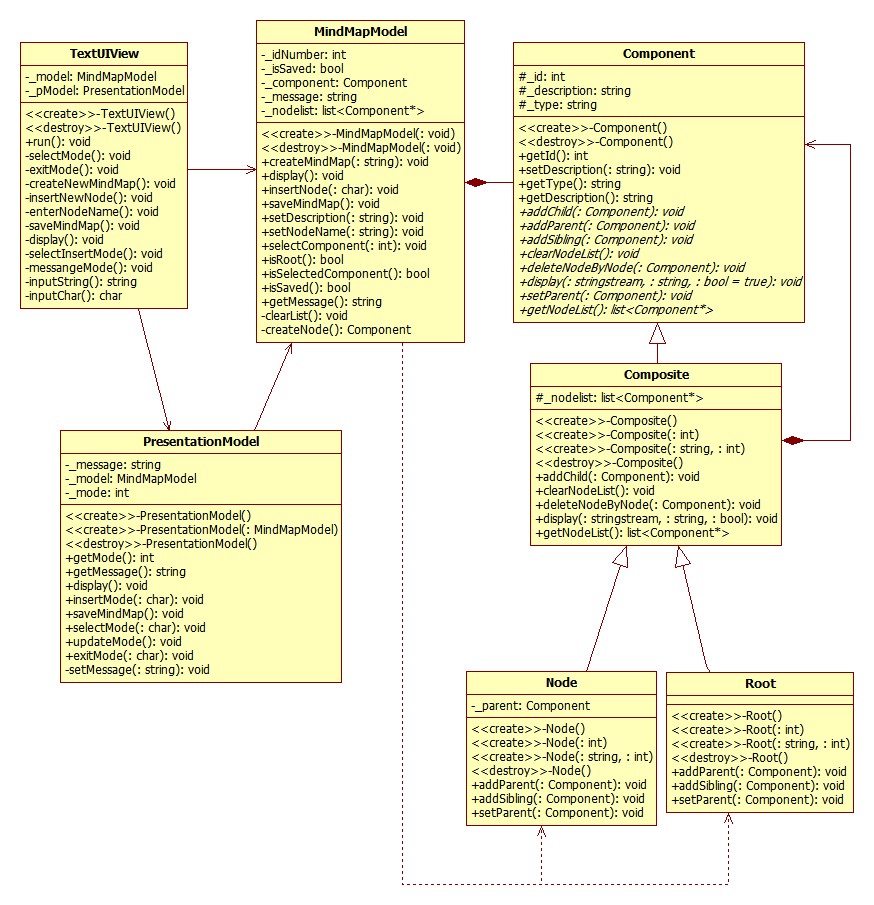 TextUIView
-_model: MindMapModel
-_pModel: PresentationModel
<<create>>-TextUIView()
<<destroy>>-TextUIView()
+run(): void
-selectMode(): void
-exitMode(): void
-createNewMindMap(): void
-insertNewNode(): void
-enterNodeName(): void
-saveMindMap(): void
-display(): void
-selectInsertMode(): void
-messangeMode(): void
-inputString(): string
-inputChar(): char
MindMapModel
-_idNumber: int
-_isSaved: bool
-_component: Component
-_message: string
-_nodelist: list<Component*>
<<create>>-MindMapModel(: void)
<<destroy>>-MindMapModel(: void)
+createMindMap(: string): void
+display(): void
+insertNode(: char): void
+saveMindMap(): void
+setDescription(: string): void
+setNodeName(: string): void
+selectComponent(: int): void
+isRoot(): bool
+isSelectedComponent(): bool
+isSaved(): bool
+getMessage(): string
-clearList(): void
-createNode(): Component
Component
#_id: int
#_description: string
#_type: string
<<create>>-Component()
<<destroy>>-Component()
+getId(): int
+setDescription(: string): void
+getType(): string
+getDescription(): string
+addChild(: Component): void
+addParent(: Component): void
+addSibling(: Component): void
+clearNodeList(): void
+deleteNodeByNode(: Component): void
+display(: stringstream, : string, : bool = true): void
+setParent(: Component): void
+getNodeList(): list<Component*>
Composite
#_nodelist: list<Component*>
<<create>>-Composite()
<<create>>-Composite(: int)
<<create>>-Composite(: string, : int)
<<destroy>>-Composite()
+addChild(: Component): void
+clearNodeList(): void
+deleteNodeByNode(: Component): void
+display(: stringstream, : string, : bool): void
+getNodeList(): list<Component*>
PresentationModel
-_message: string
-_model: MindMapModel
-_mode: int
<<create>>-PresentationModel()
<<create>>-PresentationModel(: MindMapModel)
<<destroy>>-PresentationModel()
+getMode(): int
+getMessage(): string
+display(): void
+insertMode(: char): void
+saveMindMap(): void
+selectMode(: char): void
+updateMode(): void
+exitMode(: char): void
-setMessage(: string): void
Node
-_parent: Component
<<create>>-Node()
<<create>>-Node(: int)
<<create>>-Node(: string, : int)
<<destroy>>-Node()
+addParent(: Component): void
+addSibling(: Component): void
+setParent(: Component): void
Root
<<create>>-Root()
<<create>>-Root(: int)
<<create>>-Root(: string, : int)
<<destroy>>-Root()
+addParent(: Component): void
+addSibling(: Component): void
+setParent(: Component): void